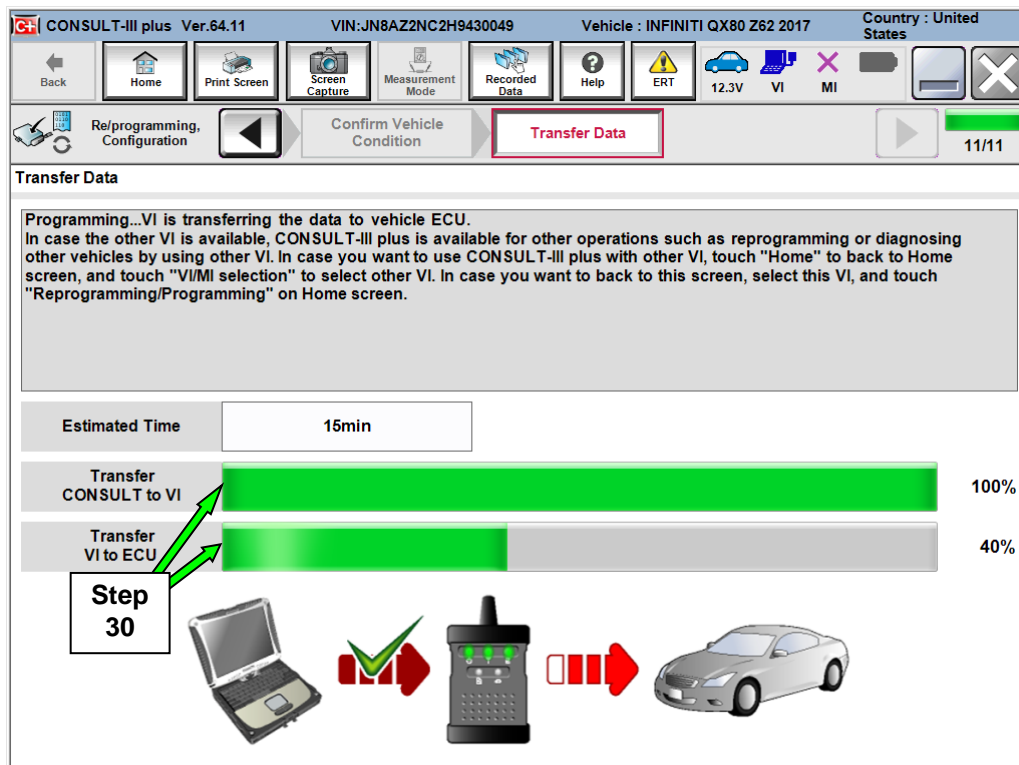 C+ CONSULT-III plus Ver.64.11 VIN:JN8AZ2NC2H9430049 Vehicle : INFINITI QX80 Z62 2017 Country : United
States
Back Home Print Screen Screen
Capture Measurement
Mode Recorded
Data Help ERT 12.3V VI MI
Re/programming,
Configuration Confirm Vehicle
Condition Transfer Data 11/11
Transfer Data
Programming...VI is transferring the data to vehicle ECU.
In case the other VI is available, CONSULT-III plus is available for other operations such as reprogramming or diagnosing
other vehicles by using other VI. In case you want to use CONSULT-III plus with other VI, touch "Home" to back to Home
screen, and touch "VI/MI selection" to select other VI. In case you want to back to this screen, select this VI, and touch
"Reprogramming/Programming" on Home screen.
Estimated Time 15min
Transfer
CONSULT to VI 100%
Transfer
VI to ECU 40%
Step
30